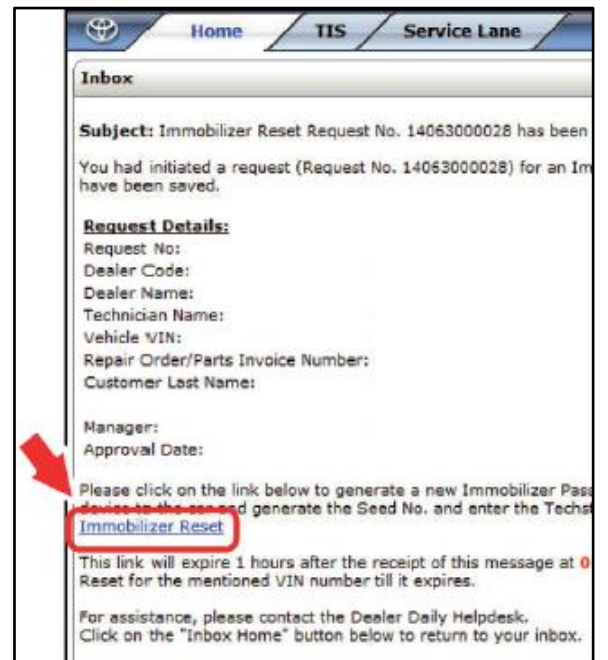 Home TIS Service Lane
Inbox
Subject: Immobilizer Reset Request No. 14063000028 has been
You had initiated a request (Request No. 14063000028) for an Im
have been saved.
Request Details:
Request No:
Dealer Code:
Dealer Name:
Technician Name:
Vehicle VIN:
Repair Order/Parts Invoice Number:
Customer Last Name:
Manager:
Approval Date:
Please click on the link below to generate a new Immobilizer Pass
device to the car and generate the Seed No. and enter the Techst
Immobilizer Reset
This link will expire 1 hours after the receipt of this message at 0
Reset for the mentioned VIN number till it expires.
For assistance, please contact the Dealer Daily Helpdesk.
Click on the "Inbox Home" button below to return to your inbox.